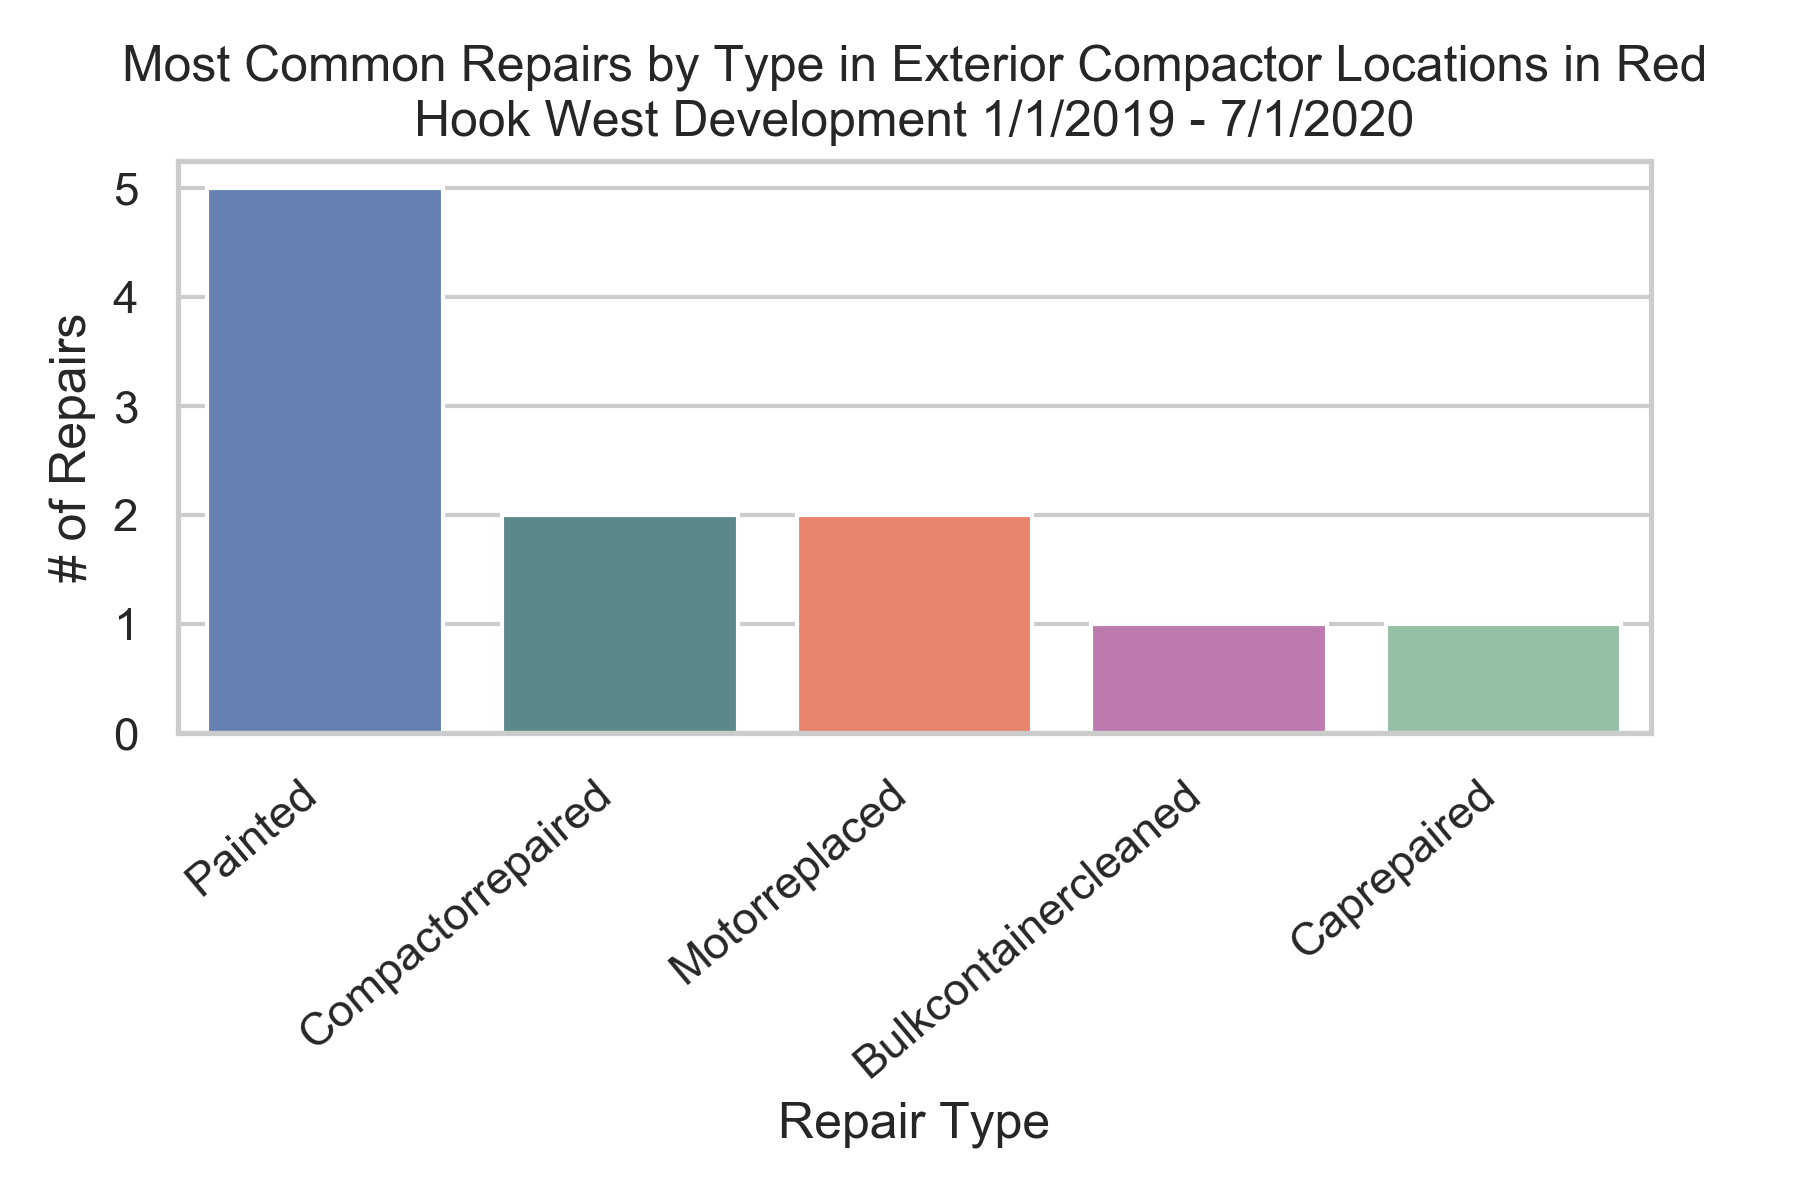 Most Common Repairs by Type in Exterior Compactor Locations in Red
Hook West Development 1/1/2019 - 7/1/2020
# of Repairs
5
4
3
2
1
0
Painted
Compactorrepaired
Motorreplaced
Bulkcontainercleaned
Caprepaired
Repair Type